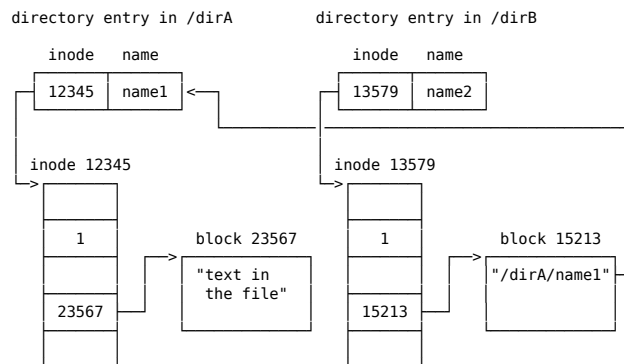 directory entry in /dirA
directory entry in /dirB
inode name
inode name
12345 name1
13579 name2
inode 12345
inode 13579
1
block 23567
1
block 15213
"text in
the file"
"/dirA/name1"
23567
15213